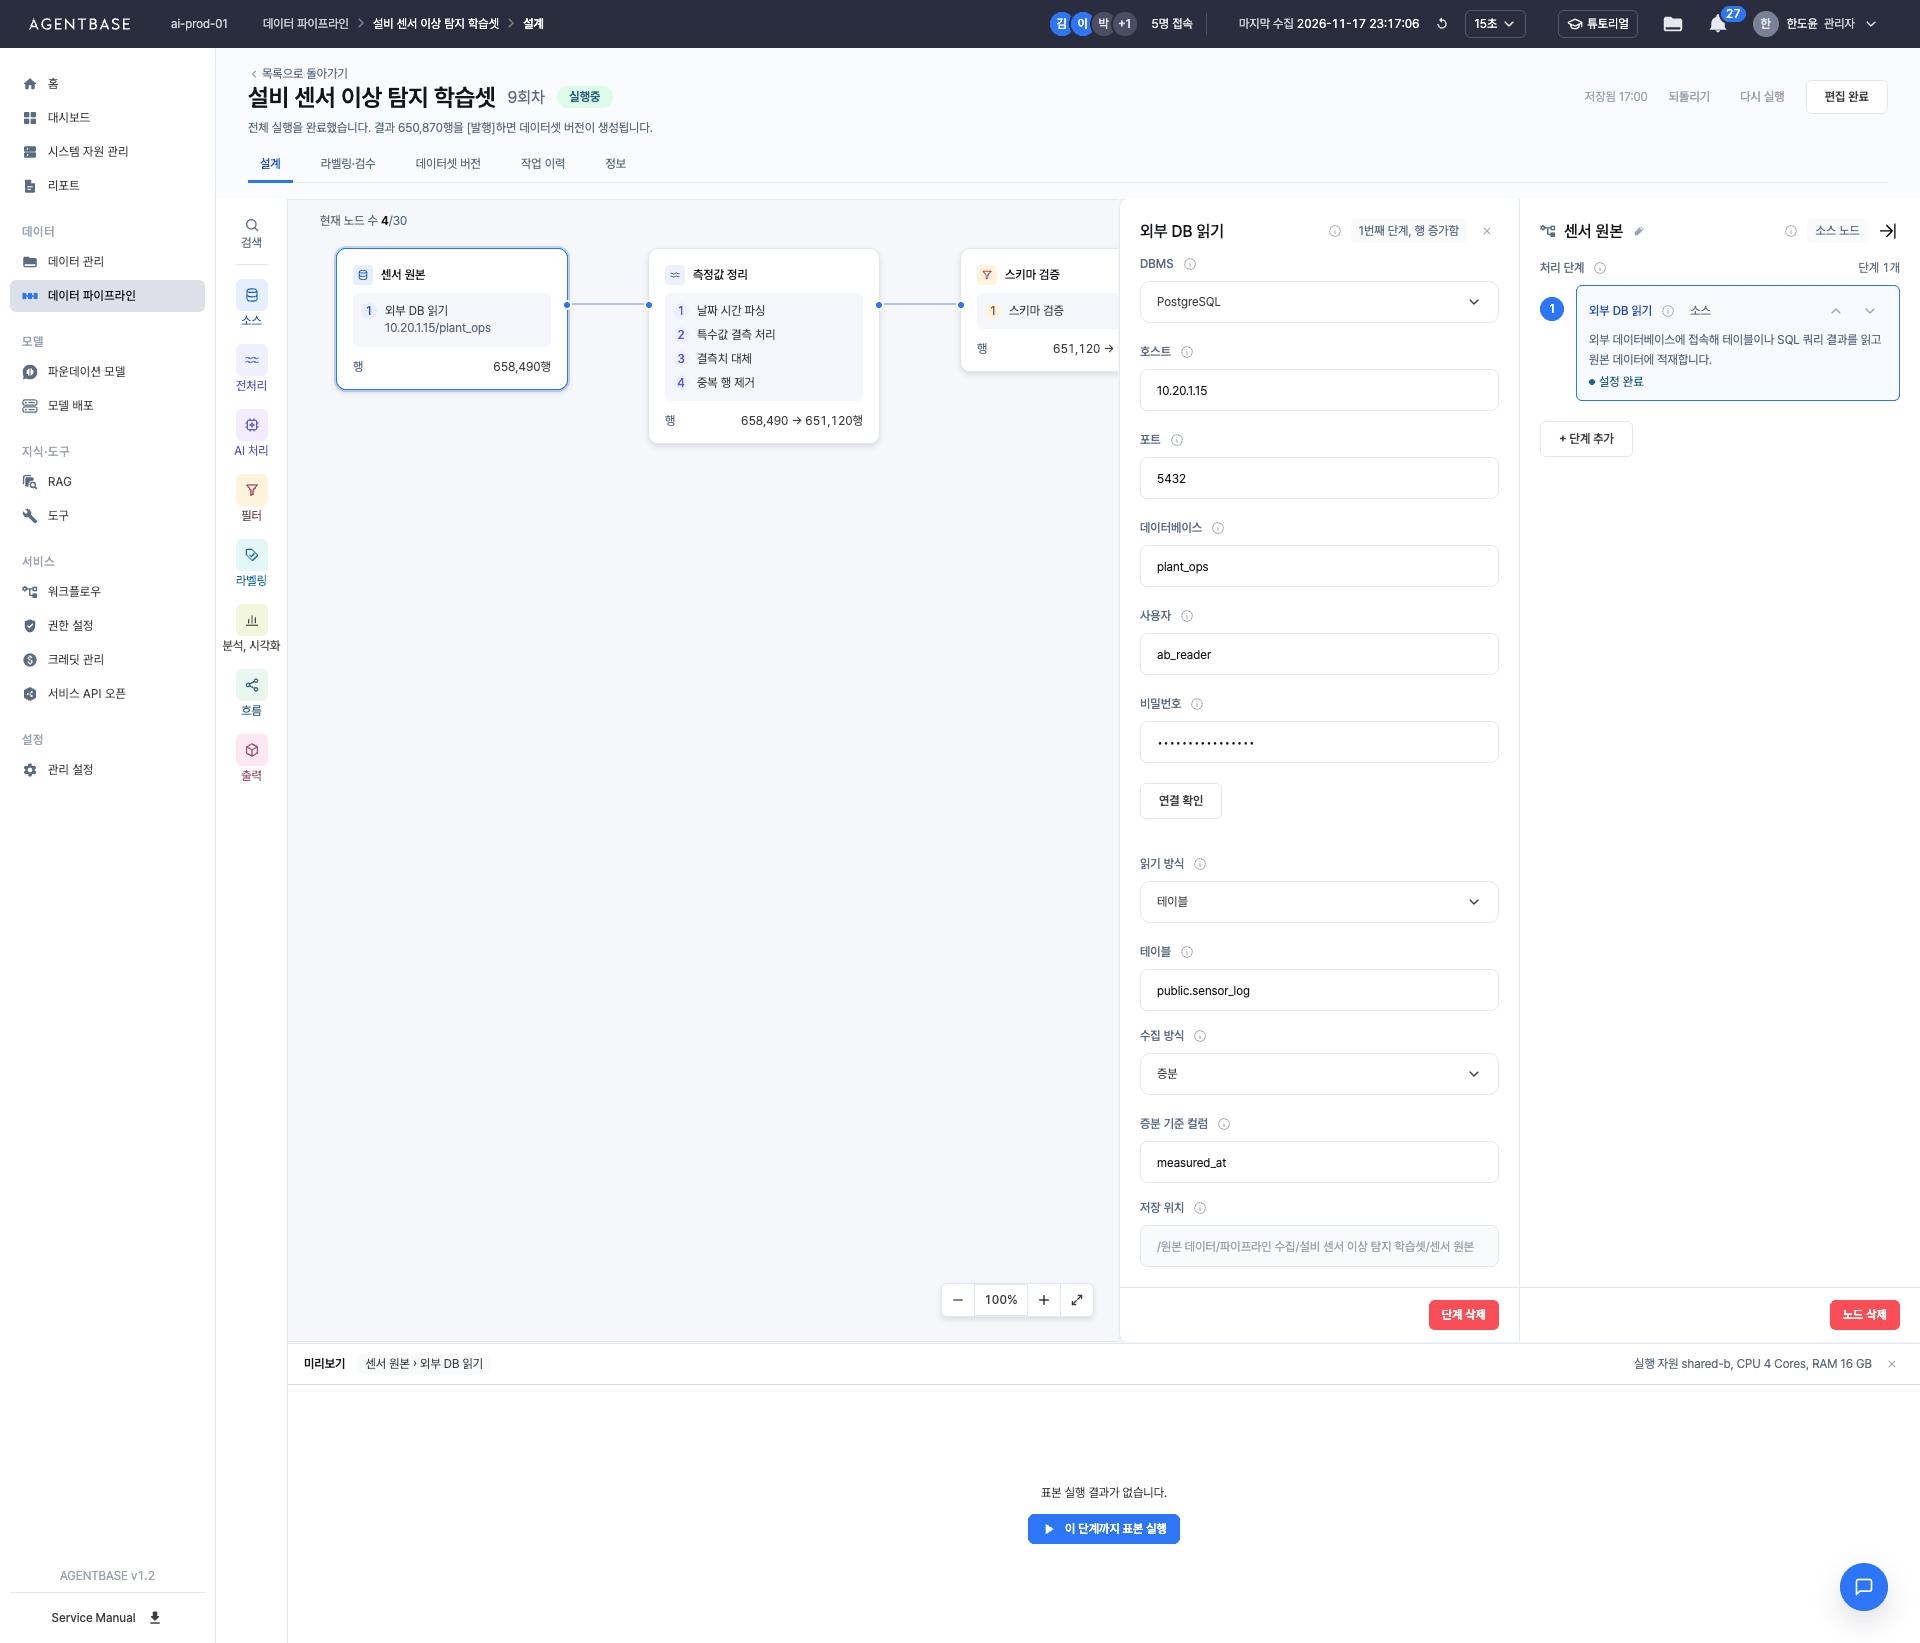 AGENTBASE
ai-prod-01
데이터 파이프라인 > 설비 센서 이상 탐지 학습셋 > 설계
김 이 박 +1 5명 접속
마지막 수집 2026-11-17 23:17:06
15초
튜토리얼
27
한 한도윤 관리자
홈
대시보드
시스템 자원 관리
리포트
데이터
데이터 관리
데이터 파이프라인
모델
파운데이션 모델
모델 배포
지식·도구
RAG
도구
서비스
워크플로우
권한 설정
크레딧 관리
서비스 API 오픈
설정
관리 설정
AGENTBASE v1.2
Service Manual
목록으로 돌아가기
설비 센서 이상 탐지 학습셋 9회차 실행중
전체 실행을 완료했습니다. 결과 650,870행을 [발행]하면 데이터셋 버전이 생성됩니다.
저장됨 17:00 되돌리기 다시 실행 편집 완료
설계 라벨링·검수 데이터셋 버전 작업 이력 정보
검색
소스
전처리
AI 처리
필터
라벨링
분석, 시각화
흐름
출력
현재 노드 수 4/30
센서 원본
1 외부 DB 읽기
10.20.1.15/plant_ops
행 658,490행
측정값 정리
1 날짜 시간 파싱
2 특수값 결측 처리
3 결측치 대체
4 중복 행 제거
행 658,490 → 651,120행
스키마 검증
1 스키마 검증
행 651,120 →
100%
외부 DB 읽기
1번째 단계, 행 증가함
DBMS
PostgreSQL
호스트
10.20.1.15
포트
5432
데이터베이스
plant_ops
사용자
ab_reader
비밀번호
••••••••••••••••
연결 확인
읽기 방식
테이블
테이블
public.sensor_log
수집 방식
증분
증분 기준 컬럼
measured_at
저장 위치
/원본 데이터/파이프라인 수집/설비 센서 이상 탐지 학습셋/센서 원본
단계 삭제
센서 원본
소스 노드
처리 단계
단계 1개
1
외부 DB 읽기 소스
외부 데이터베이스에 접속해 테이블이나 SQL 쿼리 결과를 읽고
원본 데이터에 적재합니다.
설정 완료
+ 단계 추가
노드 삭제
미리보기 센서 원본 › 외부 DB 읽기
실행 자원 shared-b, CPU 4 Cores, RAM 16 GB
표본 실행 결과가 없습니다.
이 단계까지 표본 실행